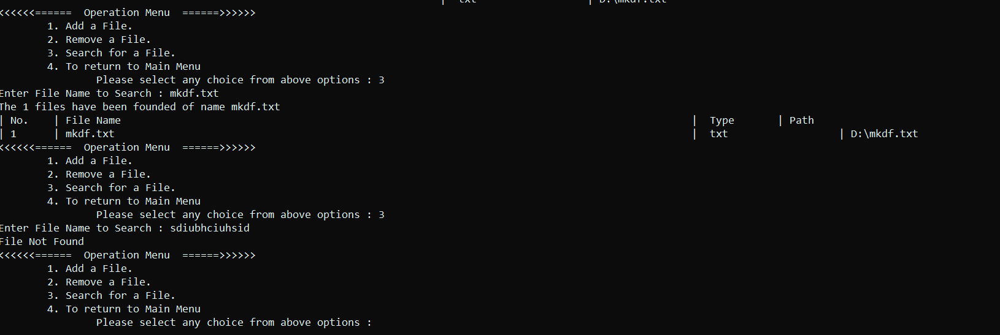 | txt | D:\mkdf.txt
<<<<<<====== Operation Menu ======>>>>>>
1. Add a File.
2. Remove a File.
3. Search for a File.
4. To return to Main Menu
Please select any choice from above options : 3
Enter File Name to Search : mkdf.txt
The 1 files have been founded of name mkdf.txt
| No. | File Name | Type | Path
| 1 | mkdf.txt | txt | D:\mkdf.txt
<<<<<<====== Operation Menu ======>>>>>>
1. Add a File.
2. Remove a File.
3. Search for a File.
4. To return to Main Menu
Please select any choice from above options : 3
Enter File Name to Search : sdiubhciuhsid
File Not Found
<<<<<<====== Operation Menu ======>>>>>>
1. Add a File.
2. Remove a File.
3. Search for a File.
4. To return to Main Menu
Please select any choice from above options :